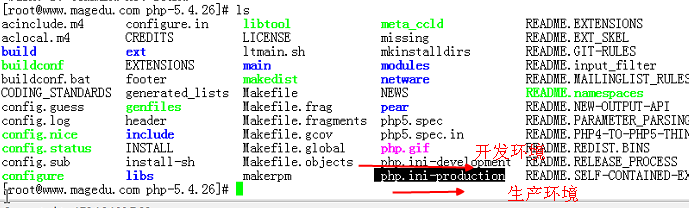 [root@www.magedu.com php-5.4.26]# ls
acinclude.m4 configure.in libtool meta_ccld README.EXTENSIONS
aclocal.m4 CREDITS LICENSE missing README.EXT_SKEL
build ext ltmain.sh mkinstalldirs README.GIT-RULES
buildconf EXTENSIONS main modules README.input_filter
buildconf.bat footer makedist netware README.MAILINGLIST_RULES
CODING_STANDARDS generated_lists Makefile NEWS README.namespaces
config.guess genfiles Makefile.frag pear README.NEW-OUTPUT-API
config.log header Makefile.fragments php5.spec README.PARAMETER_PARSING
config.nice include Makefile.gcov php5.spec.in README.PHP4-TO-PHP5-THIN
config.status INSTALL Makefile.global php.gif README.REDIST.BINS
config.sub install-sh Makefile.objects php.ini-development README.RELEASE_PROCESS
configure libs makerpm php.ini-production README.SELF-CONTAINED-EX
[root@www.magedu.com php-5.4.26]#
开发环境
生产环境